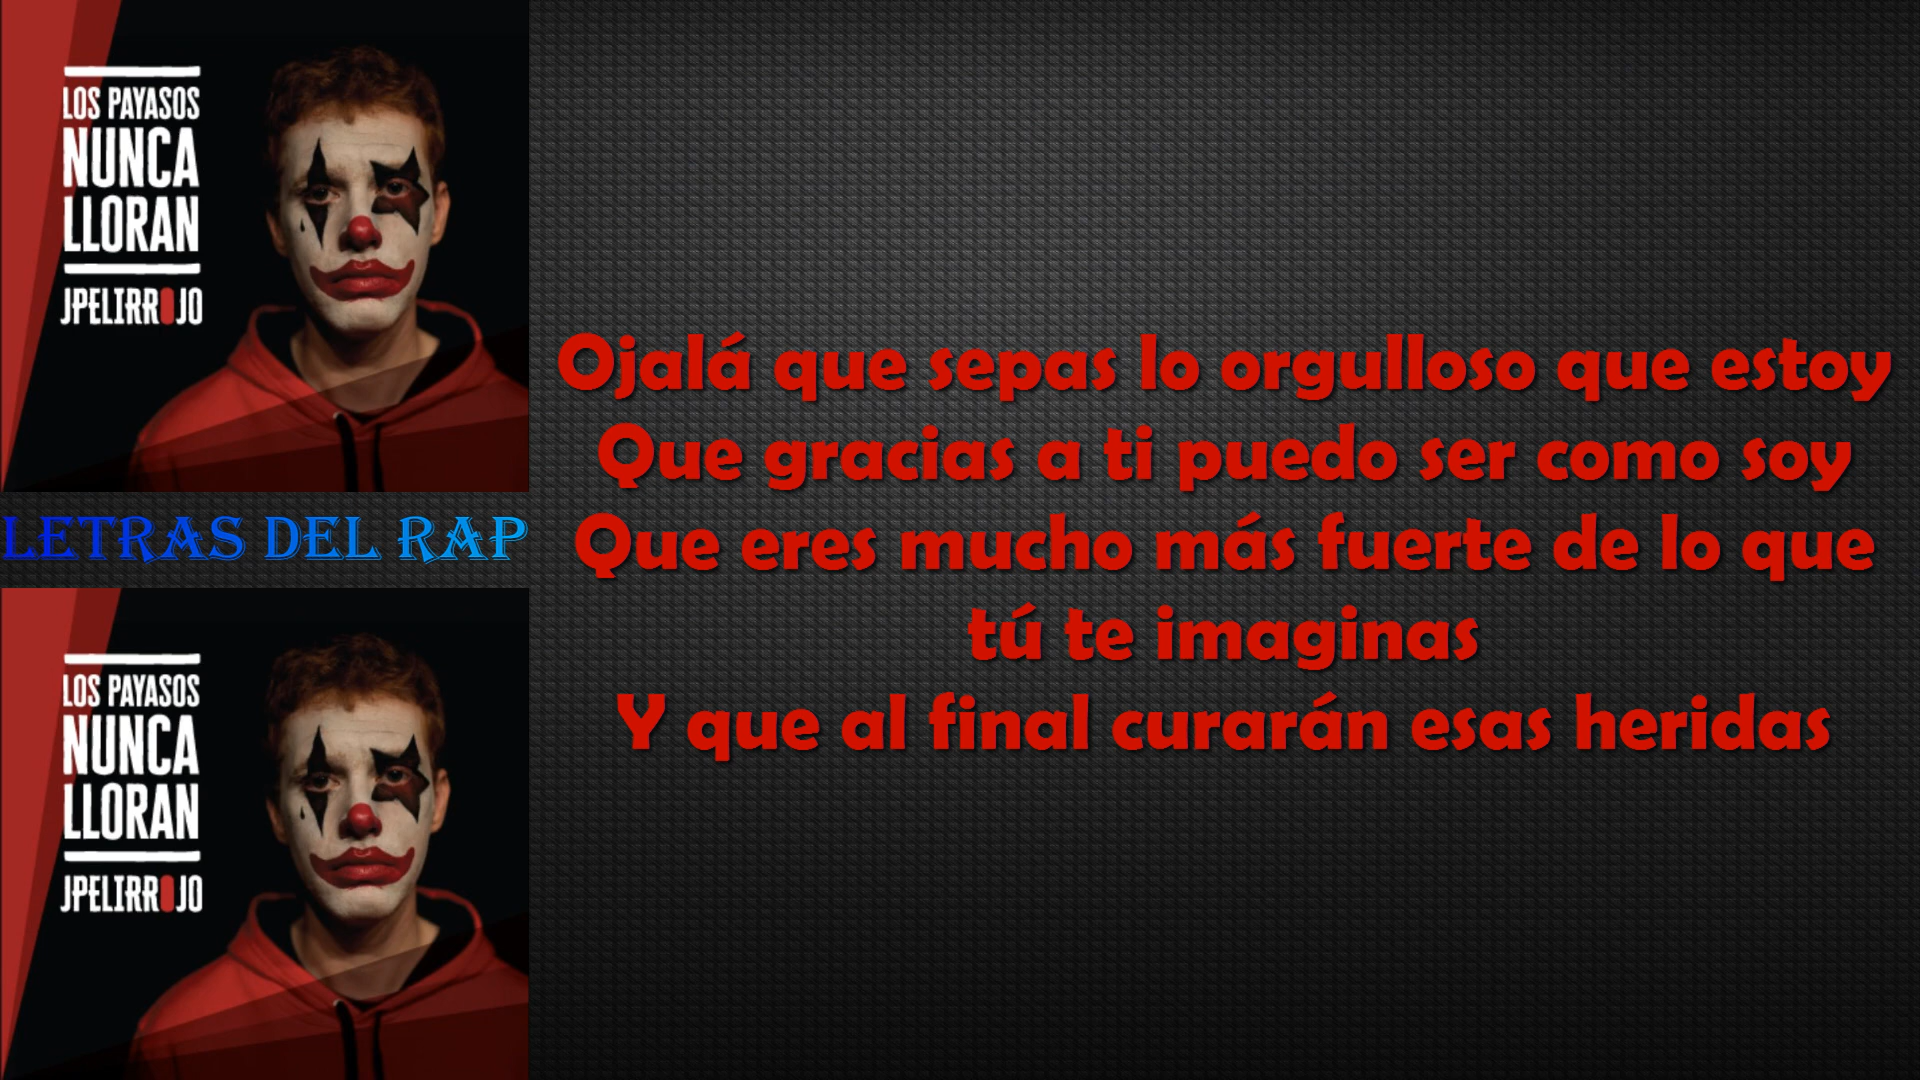 LOS PAYASOS
NUNCA
LLORAN
JPELIRROJO
LETRAS DEL RAP
LOS PAYASOS
NUNCA
LLORAN
JPELIRROJO
Ojalá que sepas lo orgulloso que estoy
Que gracias a ti puedo ser como soy
Que eres mucho más fuerte de lo que
tú te imaginas
Y que al final curarán esas heridas